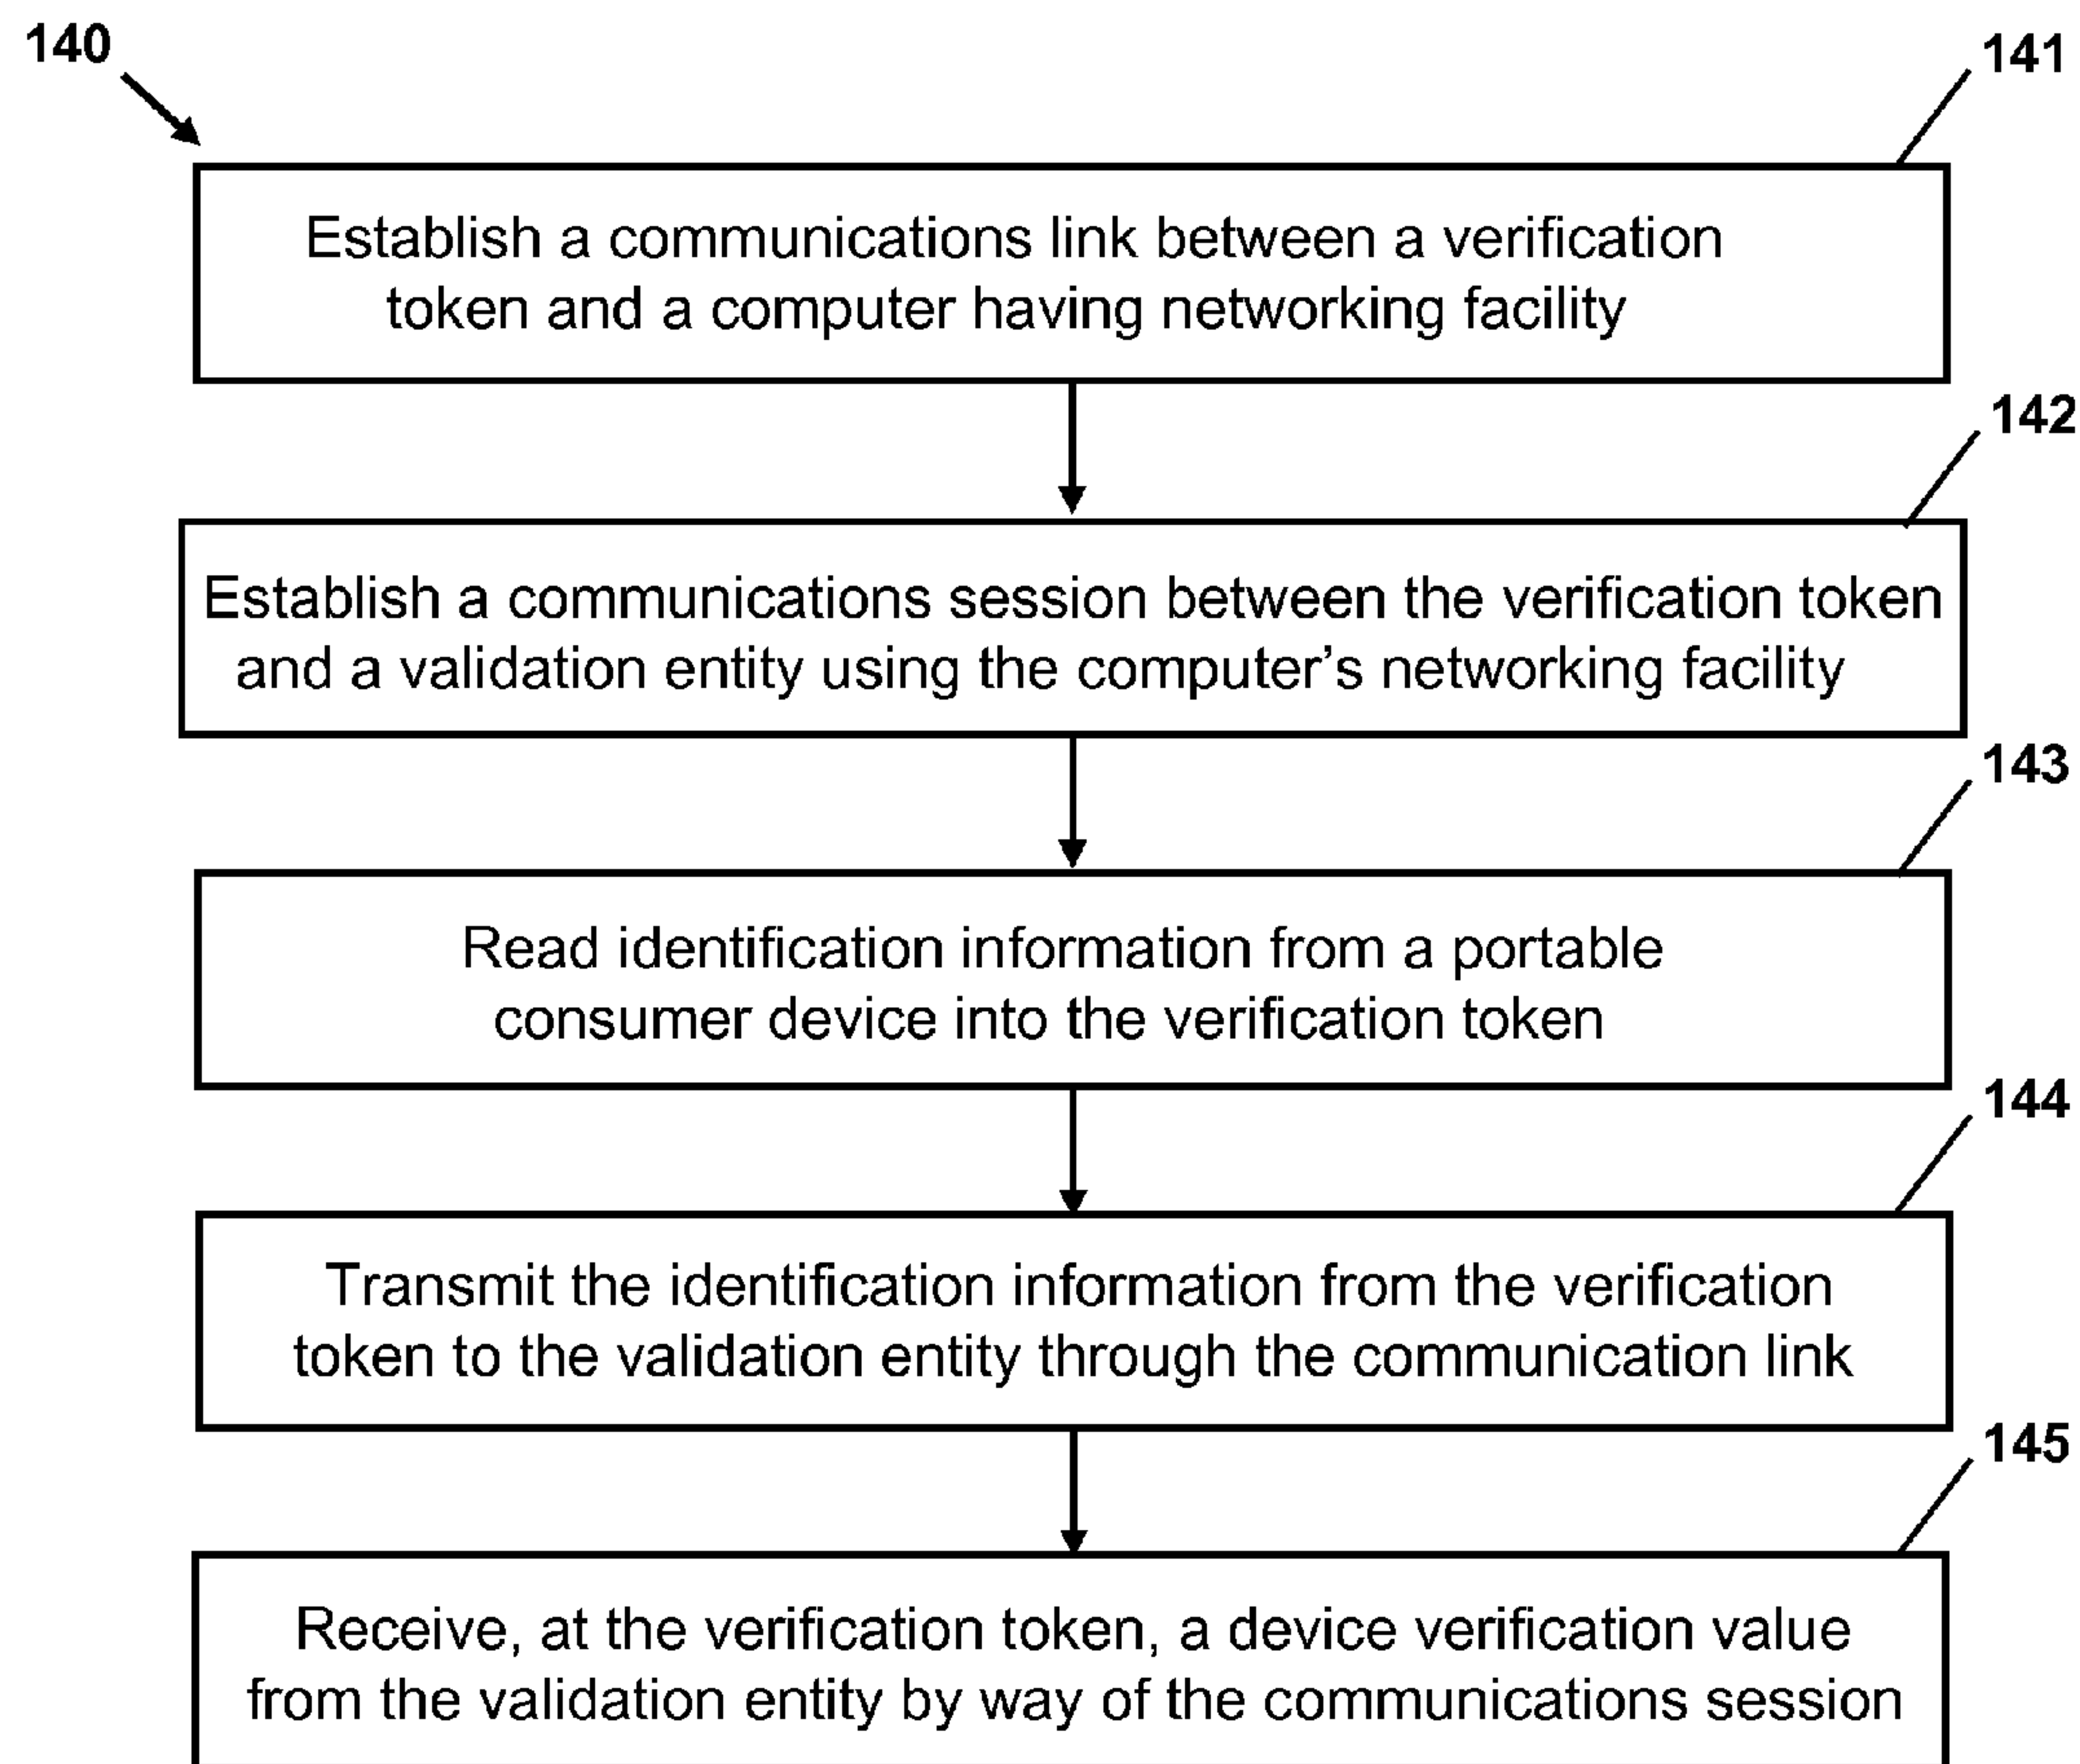 140
141
Establish a communications link between a verification
token and a computer having networking facility
142
Establish a communications session between the verification token
and a validation entity using the computer’s networking facility
143
Read identification information from a portable
consumer device into the verification token
144
Transmit the identification information from the verification
token to the validation entity through the communication link
145
Receive, at the verification token, a device verification value
from the validation entity by way of the communications session